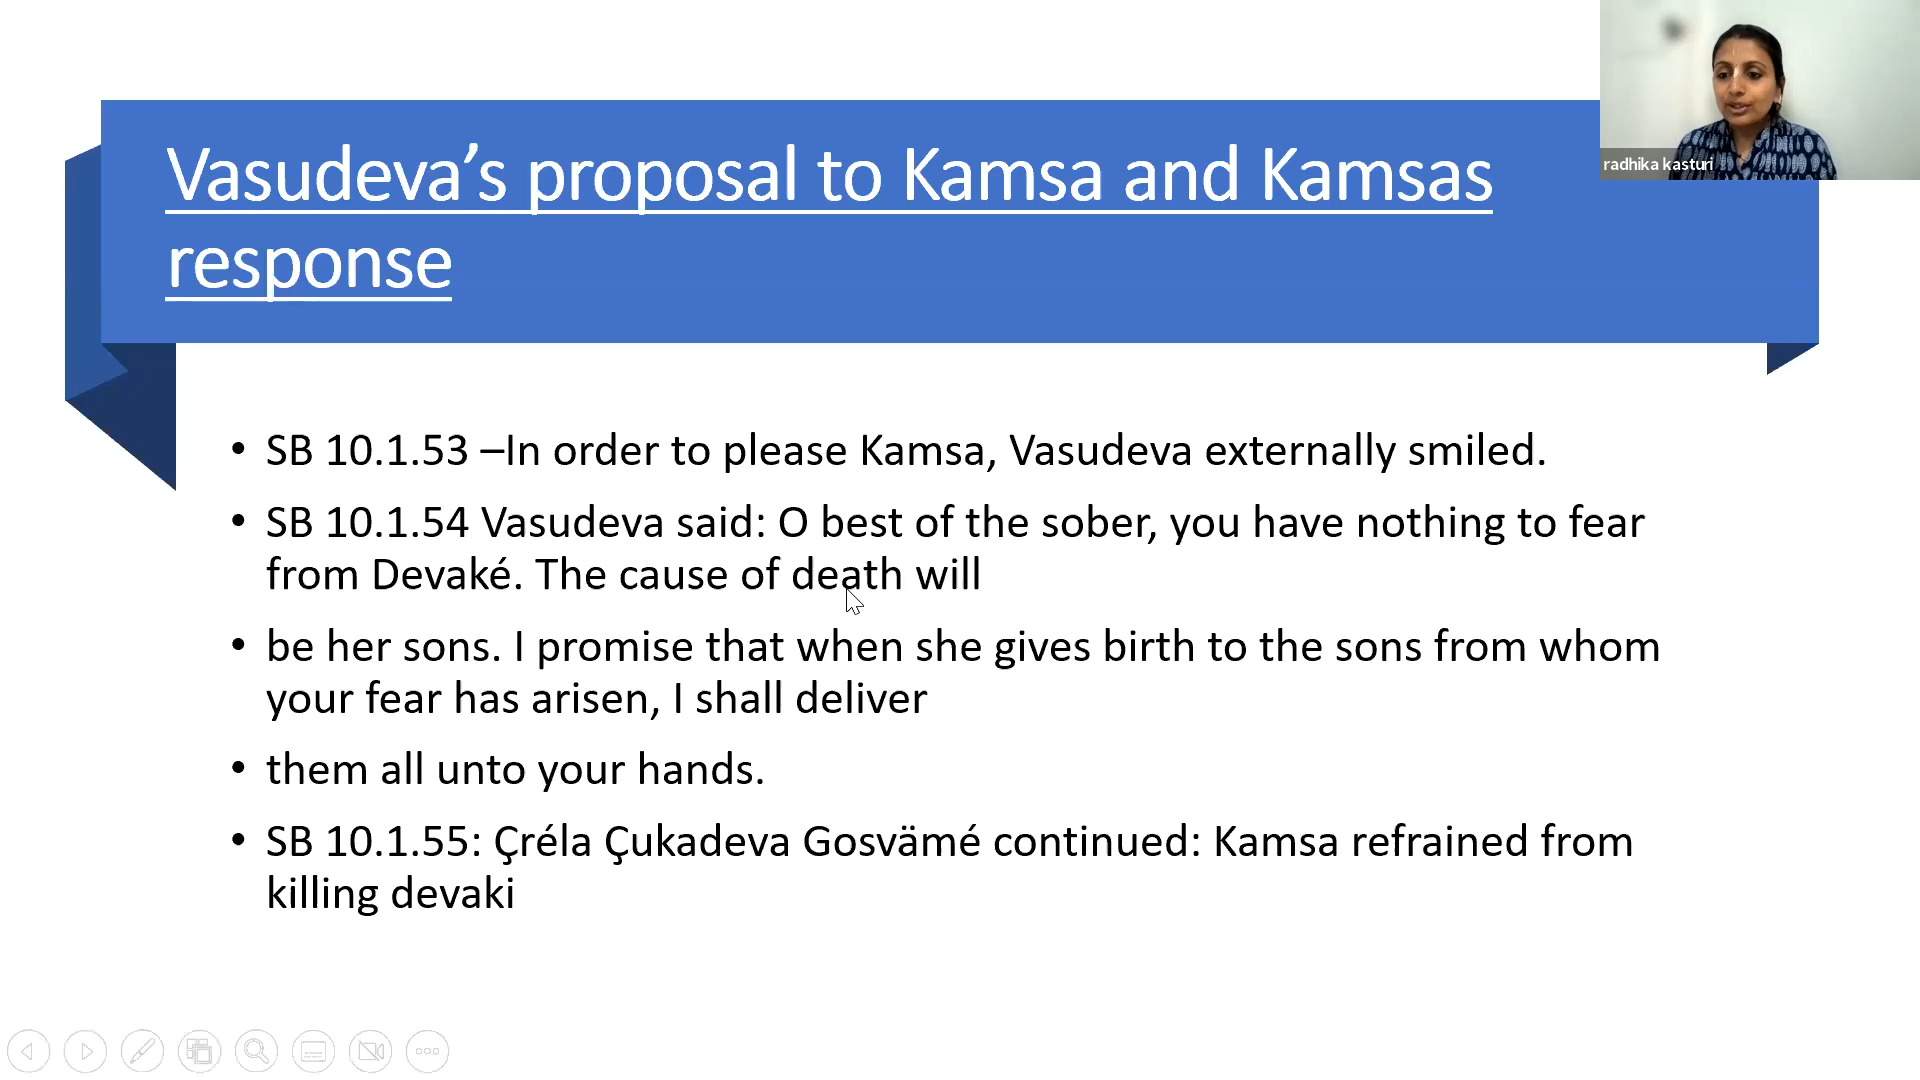 Vasudeva’s proposal to Kamsa and Kamsas
response
radhika kasturi
• SB 10.1.53 –In order to please Kamsa, Vasudeva externally smiled.
• SB 10.1.54 Vasudeva said: O best of the sober, you have nothing to fear
from Devaké. The cause of death will
• be her sons. I promise that when she gives birth to the sons from whom
your fear has arisen, I shall deliver
• them all unto your hands.
• SB 10.1.55: Çréla Çukadeva Gosvämé continued: Kamsa refrained from
killing devaki